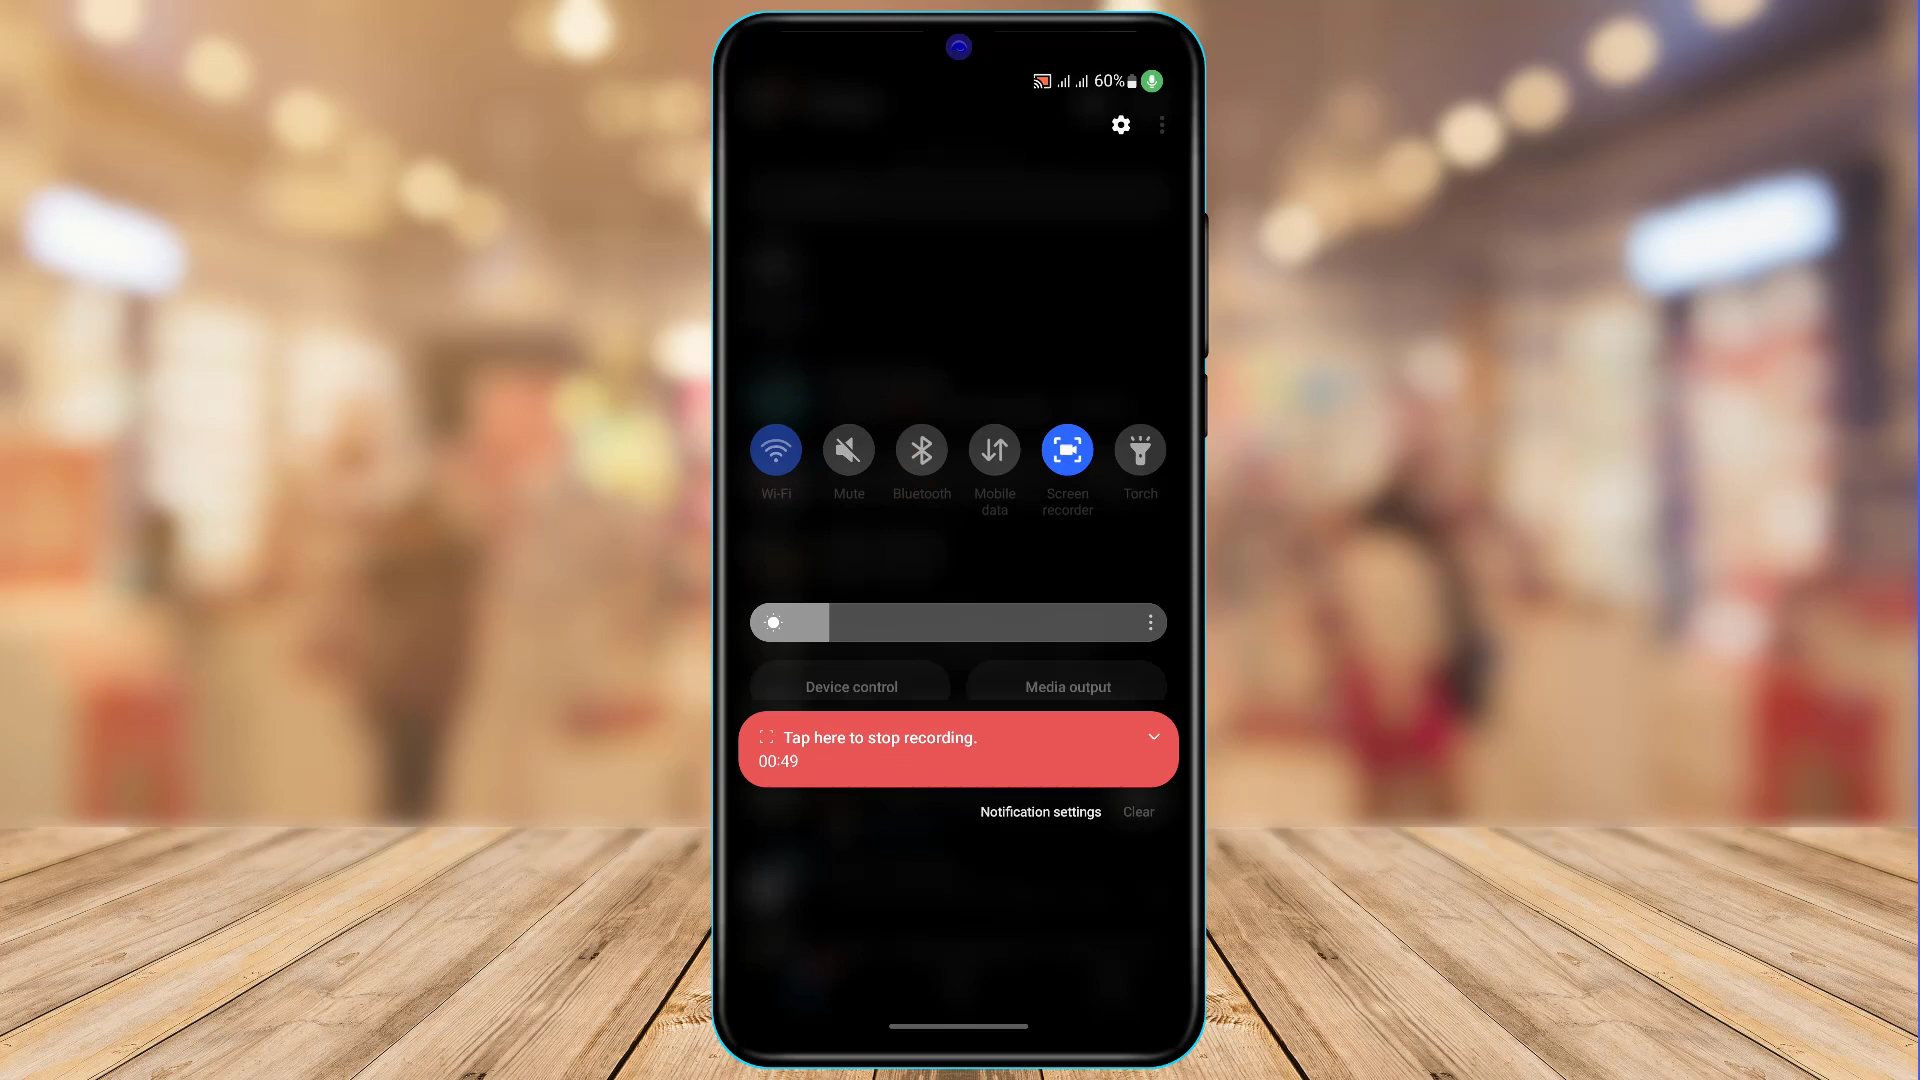 60%
Wi-Fi
Mute
Bluetooth
Mobile
data
Screen
recorder
Torch
Device control
Media output
Tap here to stop recording.
00:49
Notification settings
Clear